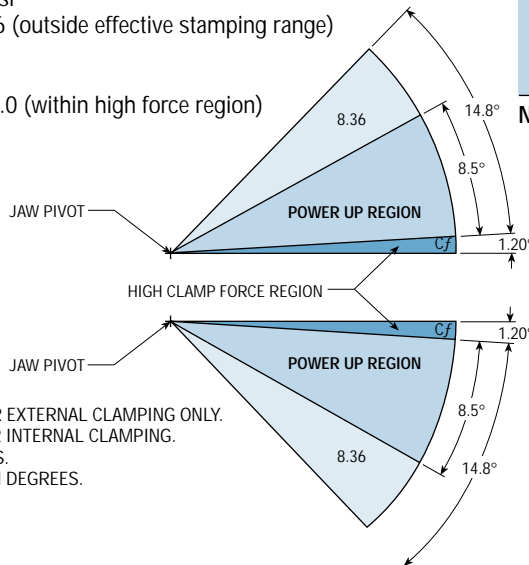 6 (outside effective stamping range)
.0 (within high force region)
N
14.8°
8.36
8.5°
JAW PIVOT
POWER UP REGION
Cf
1.20°
HIGH CLAMP FORCE REGION
Cf
1.20°
POWER UP REGION
JAW PIVOT
8.5°
EXTERNAL CLAMPING ONLY.
INTERNAL CLAMPING.
8.36
14.8°
DEGREES.